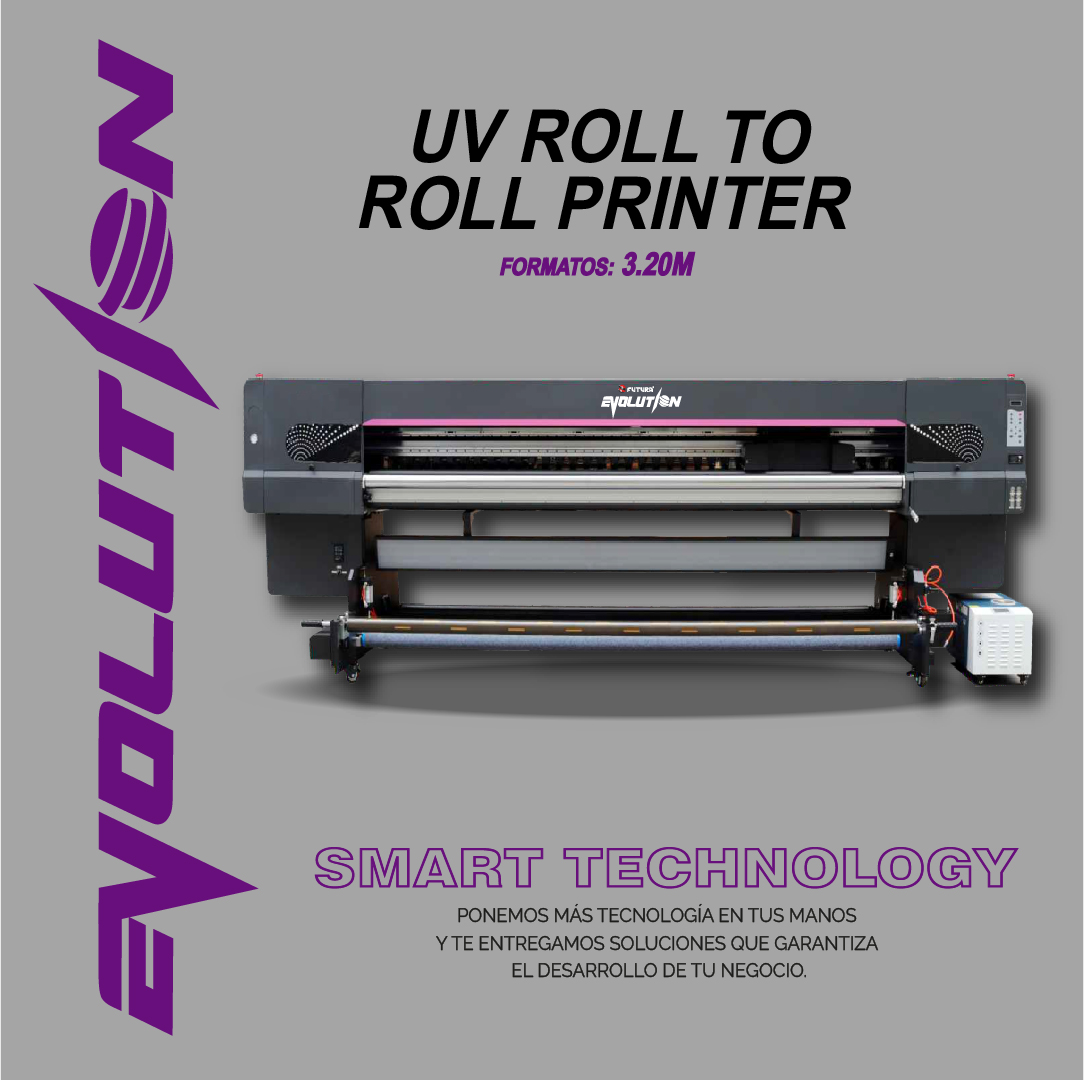 EVOLUTION
UV ROLL TO
ROLL PRINTER
FORMATOS: 3.20M
FUTURA
EVOLUTION
SMART TECHNOLOGY
PONEMOS MÁS TECNOLOGÍA EN TUS MANOS
Y TE ENTREGAMOS SOLUCIONES QUE GARANTIZA
EL DESARROLLO DE TU NEGOCIO.